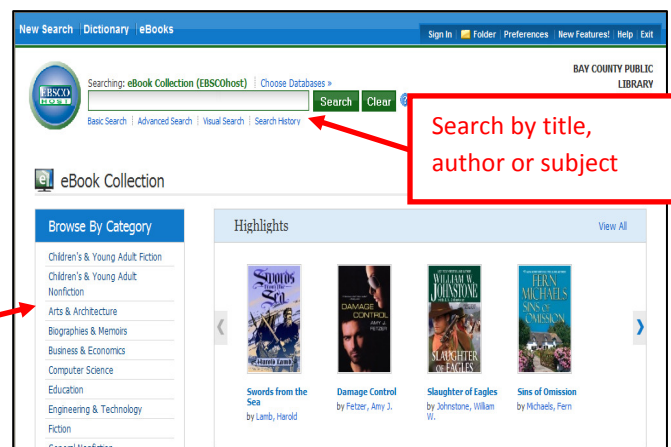 New Search Dictionary eBooks
Sign In Folder Preferences New Features! Help Exit
BAY COUNTY PUBLIC
LIBRARY
EBSCO
HOST
Searching: eBook Collection (EBSCOhost) Choose Databases »
Search Clear
Basic Search Advanced Search Visual Search Search History
Search by title,
author or subject
eBook Collection
Browse By Category
Children's & Young Adult Fiction
Children's & Young Adult
Nonfiction
Arts & Architecture
Biographies & Memoirs
Business & Economics
Computer Science
Education
Engineering & Technology
Fiction
General Nonfiction
Highlights
View All
Swords
from the
Sea
Harold Lamb
DAMAGE
CONTROL
AMY J.
FETZER
WILLIAM W.
JOHNSTONE
SLAUGHTER
OF EAGLES
FERN
MICHAELS
SINS OF
OMISSION
Swords from the
Sea
by Lamb, Harold
Damage Control
by Fetzer, Amy J.
Slaughter of Eagles
by Johnstone, William
W.
Sins of Omission
by Michaels, Fern